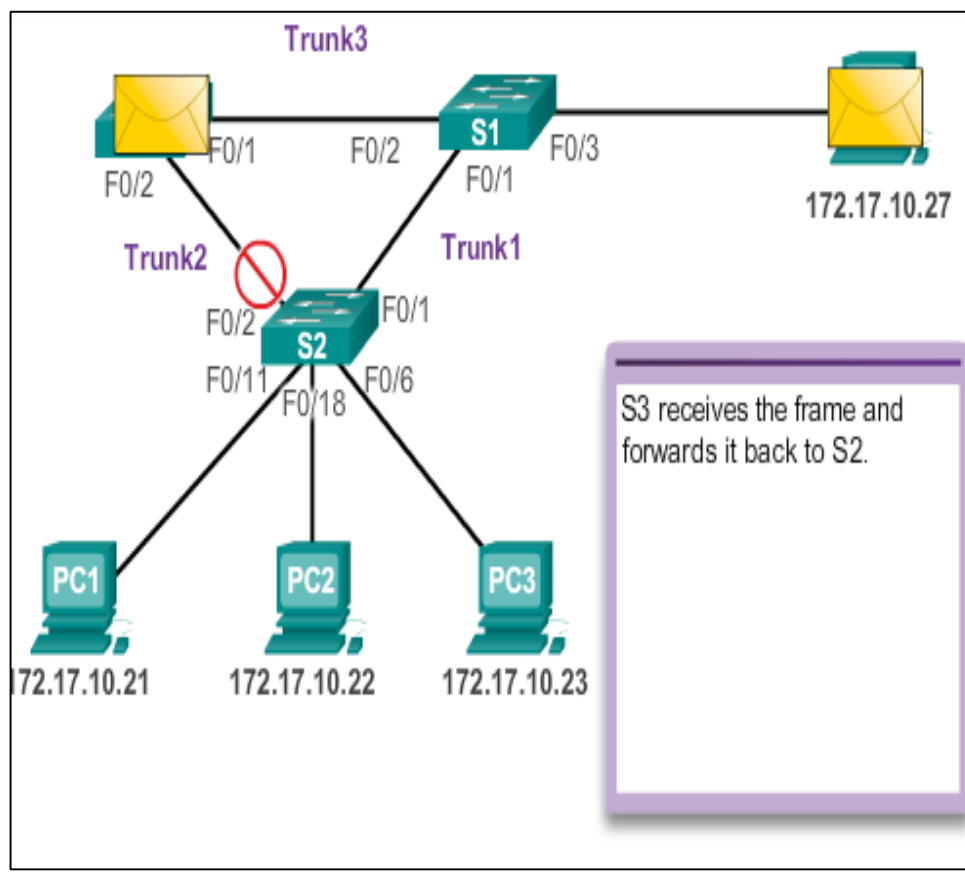 Trunk3
S1
F0/1
F0/2
F0/3
F0/2
F0/1
172.17.10.27
Trunk2
Trunk1
F0/2
F0/1
S2
F0/11
F0/18
F0/6
S3 receives the frame and
forwards it back to S2.
PC1
PC2
PC3
172.17.10.21
172.17.10.22
172.17.10.23